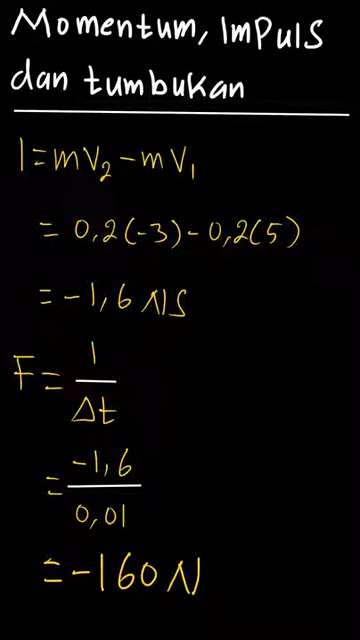 Momentum, ImPuls
dan tumbukan
I = mV₂ - mV₁
= 0,2(-3) - 0,2(5)
= -1,6 NS
F = I
Δt
= -1,6
0,01
= -160 N